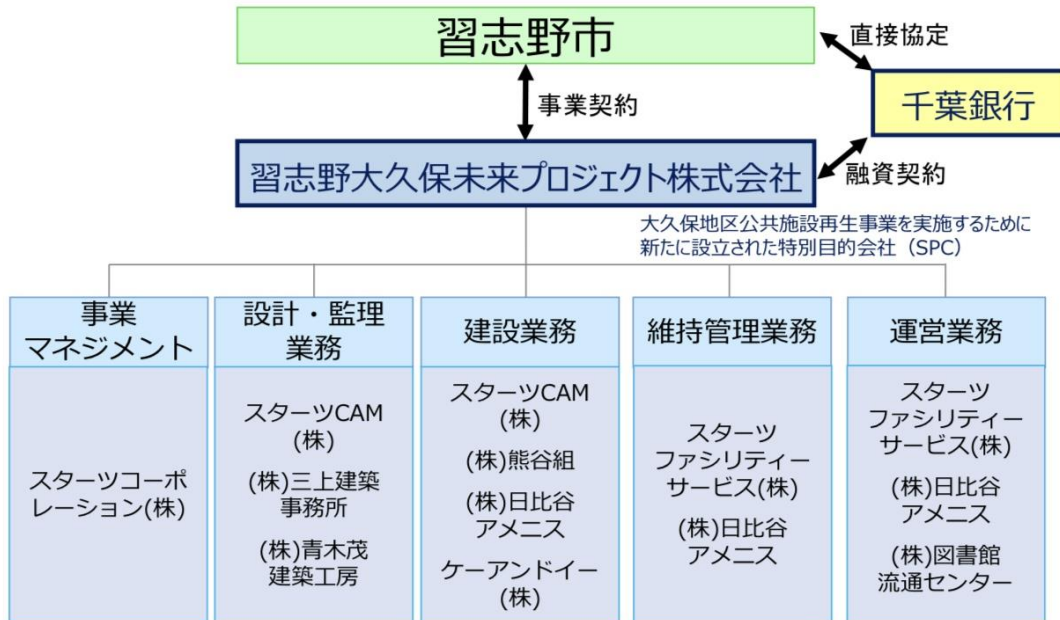 習志野市
直接協定
千葉銀行
事業契約
習志野大久保未来プロジェクト株式会社
融資契約
大久保地区公共施設再生事業を実施するために
新たに設立された特別目的会社（SPC）
事業
マネジメント
スターツコーポ
レーション(株)
設計・監理
業務
スターツCAM
(株)
(株)三上建築
事務所
(株)青木茂
建築工房
建設業務
スターツCAM
(株)
(株)熊谷組
(株)日比谷
アメニス
ケーアンドイー
(株)
維持管理業務
スターツ
ファシリティー
サービス(株)
(株)日比谷
アメニス
運営業務
スターツ
ファシリティー
サービス(株)
(株)日比谷
アメニス
(株)図書館
流通センター